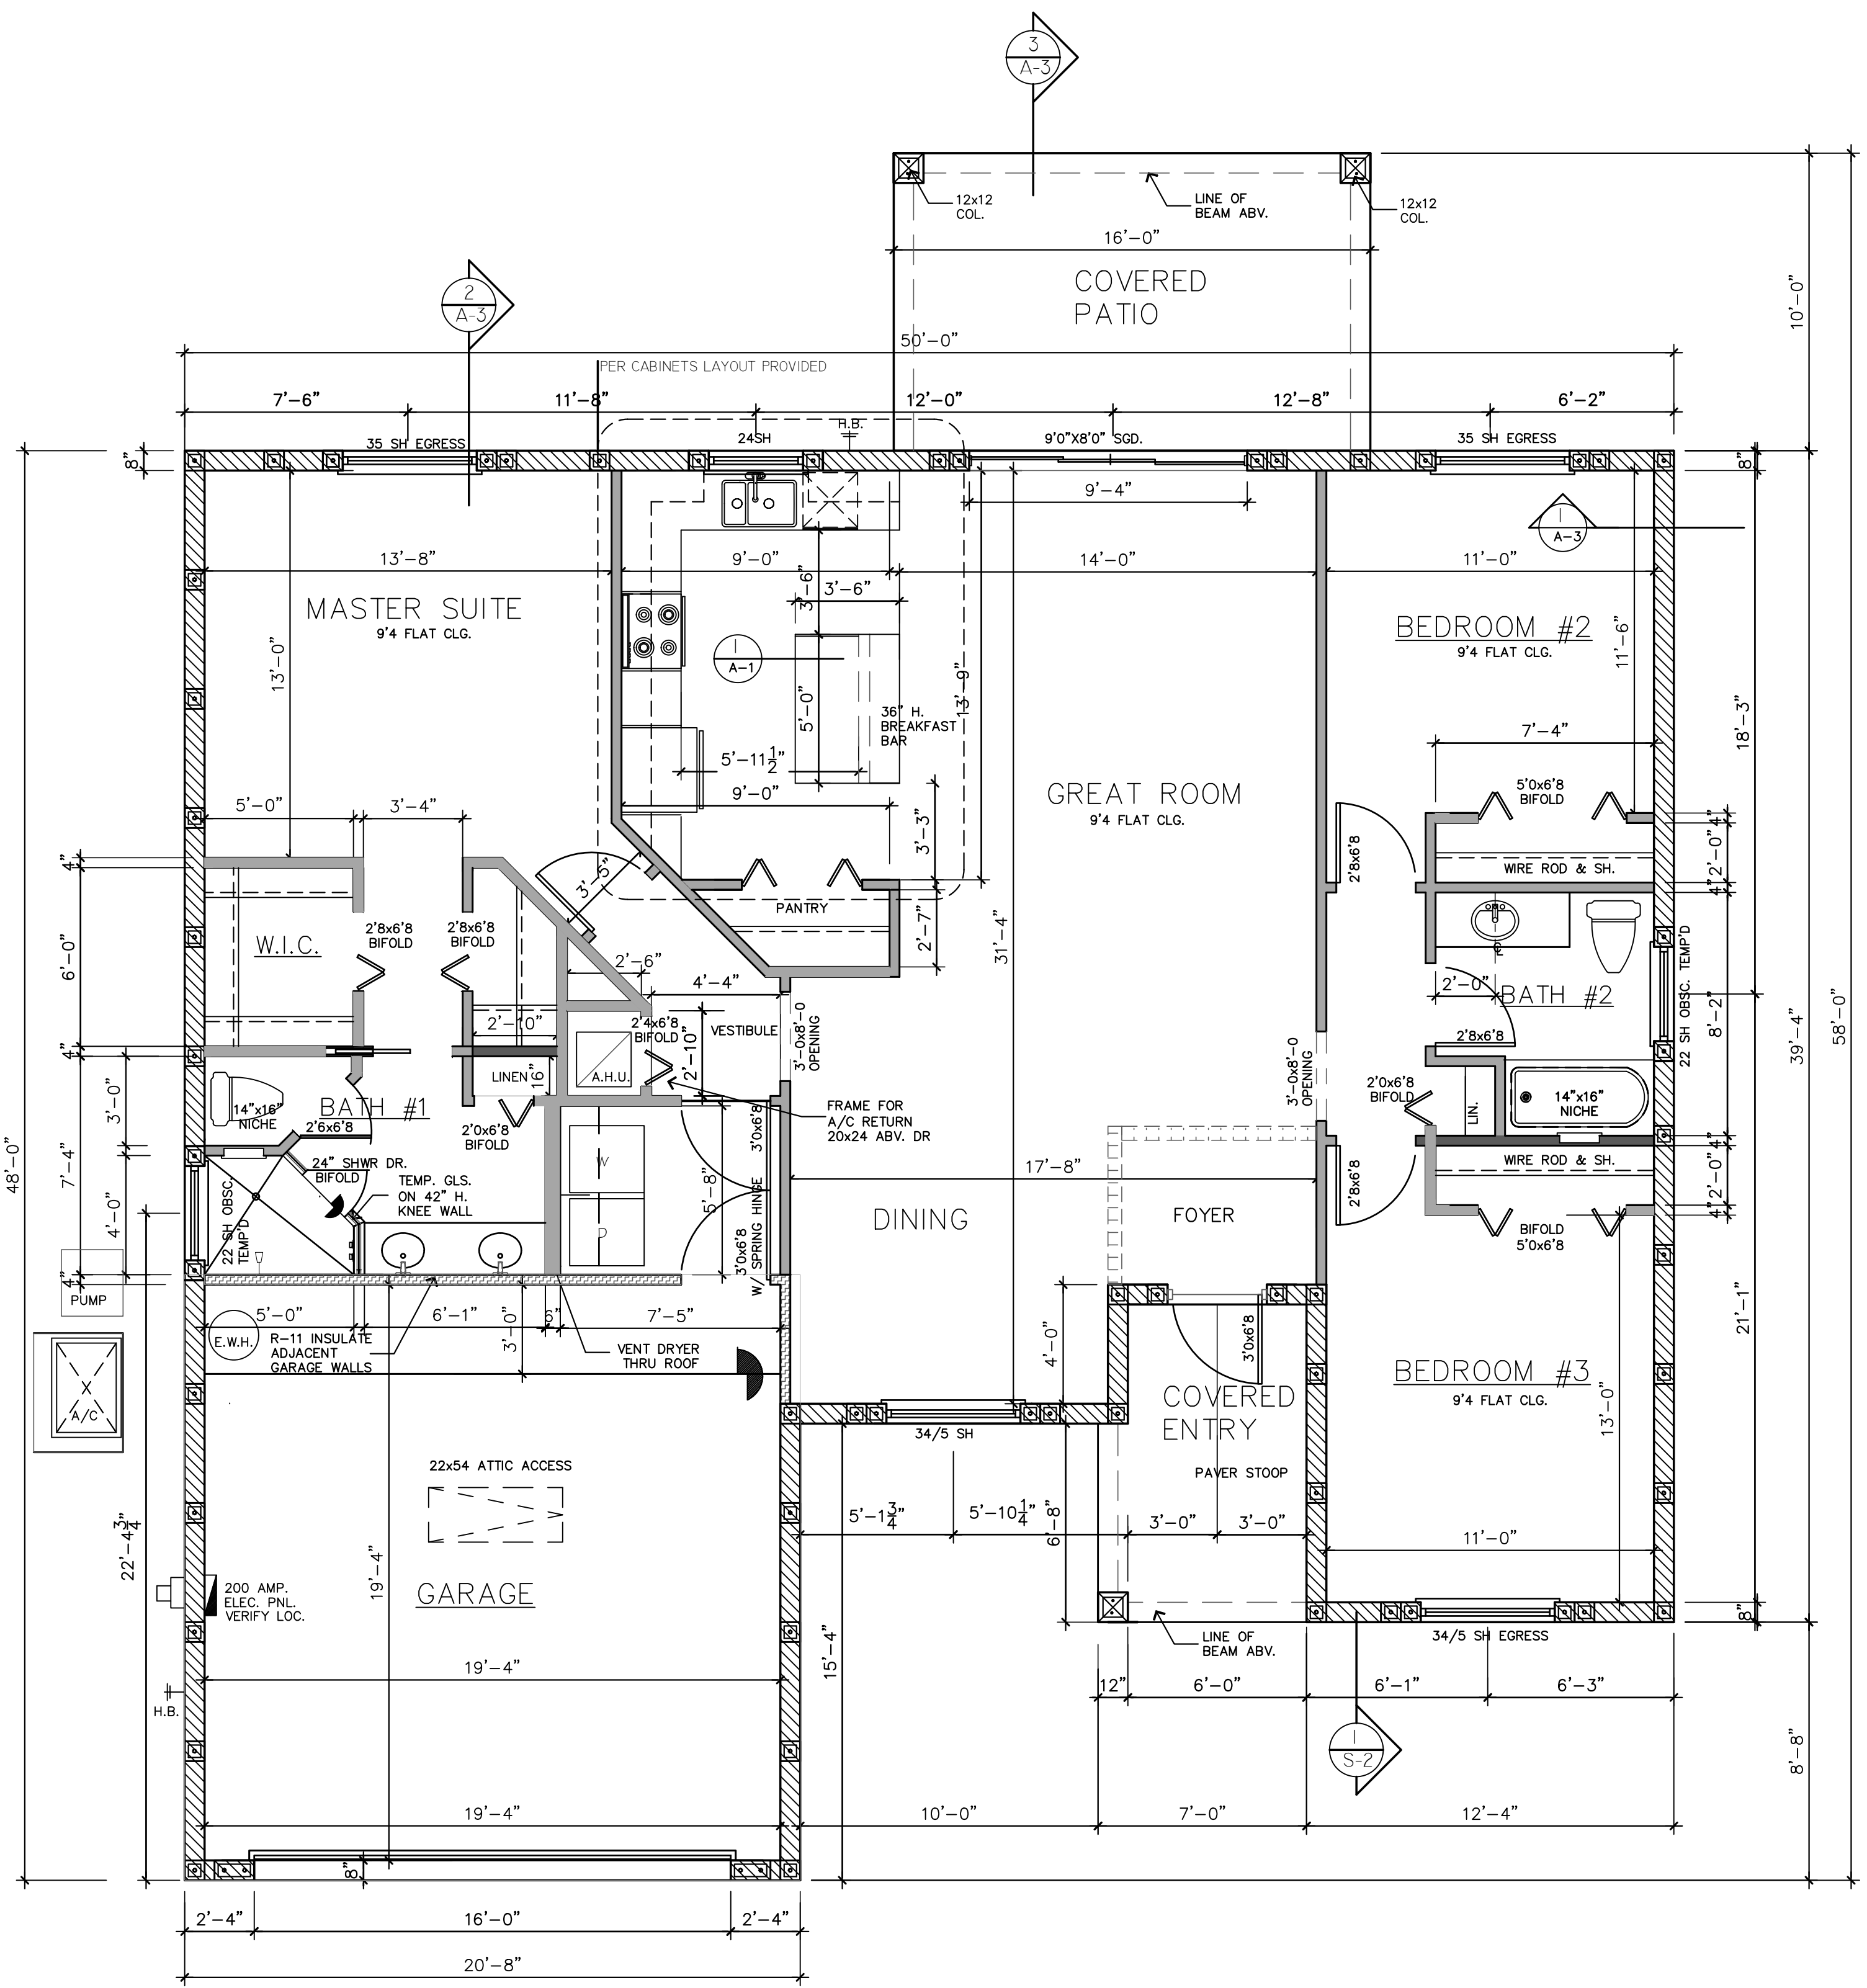 3
A-3
12x12
COL.
LINE OF
BEAM ABV.
12x12
COL.
16'-0"
COVERED
PATIO
10'-0"
2
A-3
50'-0"
PER CABINETS LAYOUT PROVIDED
7'-6"
11'-8"
12'-0"
12'-8"
6'-2"
35 SH EGRESS
24SH
H.B.
9'0"X8'0" SGD.
35 SH EGRESS
8"
8"
9'-4"
1
A-3
13'-8"
9'-0"
14'-0"
11'-0"
3'-6"
3'-6"
MASTER SUITE
9'4 FLAT CLG.
13'-0"
1
A-1
BEDROOM #2
9'4 FLAT CLG.
11'-6"
13'-9"
5'-0"
36" H.
BREAKFAST
BAR
5'-11 1/2"
9'-0"
7'-4"
18'-3"
GREAT ROOM
9'4 FLAT CLG.
5'0x6'8
BIFOLD
5'-0"
3'-4"
3'-3"
4"
4"
3'-5"
2'8x6'8
2'-0"
WIRE ROD & SH.
4"
PANTRY
2'-7"
W.I.C.
2'8x6'8
BIFOLD
2'8x6'8
BIFOLD
6'-0"
31'-4"
2'-6"
4'-4"
2'-0"
BATH #2
22 SH OBSC. TEMP'D
8'-2"
39'-4"
58'-0"
2'-10"
2'4x6'8
BIFOLD
VESTIBULE
3'-0x8'-0
OPENING
2'8x6'8
4"
LINEN
16"
A.H.U.
2'-10"
3'-0x8'-0
OPENING
2'0x6'8
BIFOLD
LIN.
14"x16"
NICHE
3'-0"
14"x16"
NICHE
BATH #1
2'6x6'8
2'0x6'8
BIFOLD
FRAME FOR
A/C RETURN
20x24 ABV. DR
3'0x6'8
4"
48'-0"
7'-4"
24" SHWR DR.
BIFOLD
TEMP. GLS.
ON 42" H.
KNEE WALL
W
5'-8"
17'-8"
2'8x6'8
WIRE ROD & SH.
2'-0"
4"
4'-0"
22 SH OBSC.
TEMP'D
D
3'0x6'8
W/ SPRING HINGE
DINING
FOYER
BIFOLD
5'0x6'8
4"
PUMP
5'-0"
6'-1"
6"
7'-5"
E.W.H.
R-11 INSULATE
ADJACENT
GARAGE WALLS
3'-0"
VENT DRYER
THRU ROOF
4'-0"
3'0x6'8
21'-1"
X
A/C
COVERED
ENTRY
BEDROOM #3
9'4 FLAT CLG.
13'-0"
34/5 SH
22x54 ATTIC ACCESS
PAVER STOOP
5'-1 3/4"
5'-10 1/4"
6'-8"
3'-0"
3'-0"
11'-0"
22'-4 3/4"
19'-4"
200 AMP.
ELEC. PNL.
VERIFY LOC.
GARAGE
8"
LINE OF
BEAM ABV.
34/5 SH EGRESS
15'-4"
19'-4"
H.B.
12"
6'-0"
6'-1"
6'-3"
1
S-2
8'-8"
19'-4"
10'-0"
7'-0"
12'-4"
8"
2'-4"
16'-0"
2'-4"
20'-8"